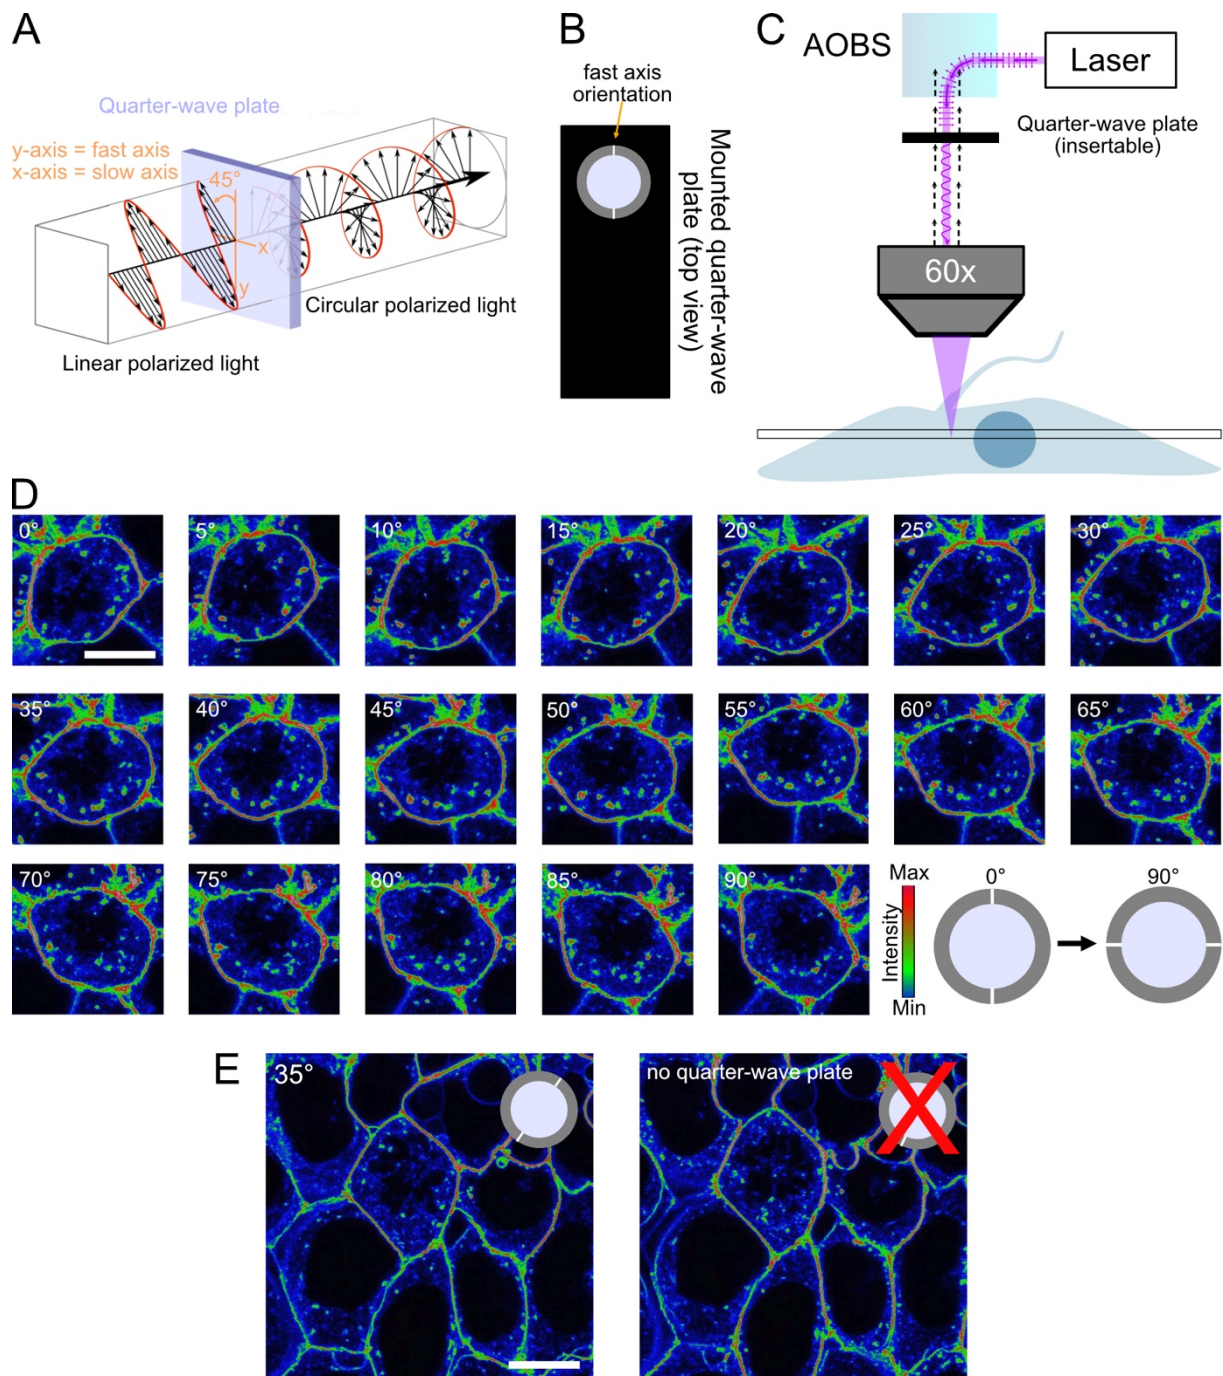 A
Quarter-wave plate
y-axis = fast axis
x-axis = slow axis
45°
x
y
Circular polarized light
Linear polarized light
B
fast axis
orientation
Mounted quarter-wave
plate (top view)
C
AOBS
Laser
Quarter-wave plate
(insertable)
60x
D
0°
5°
10°
15°
20°
25°
30°
35°
40°
45°
50°
55°
60°
65°
70°
75°
80°
85°
90°
Max
Intensity
Min
0°
90°
E
35°
no quarter-wave plate
X